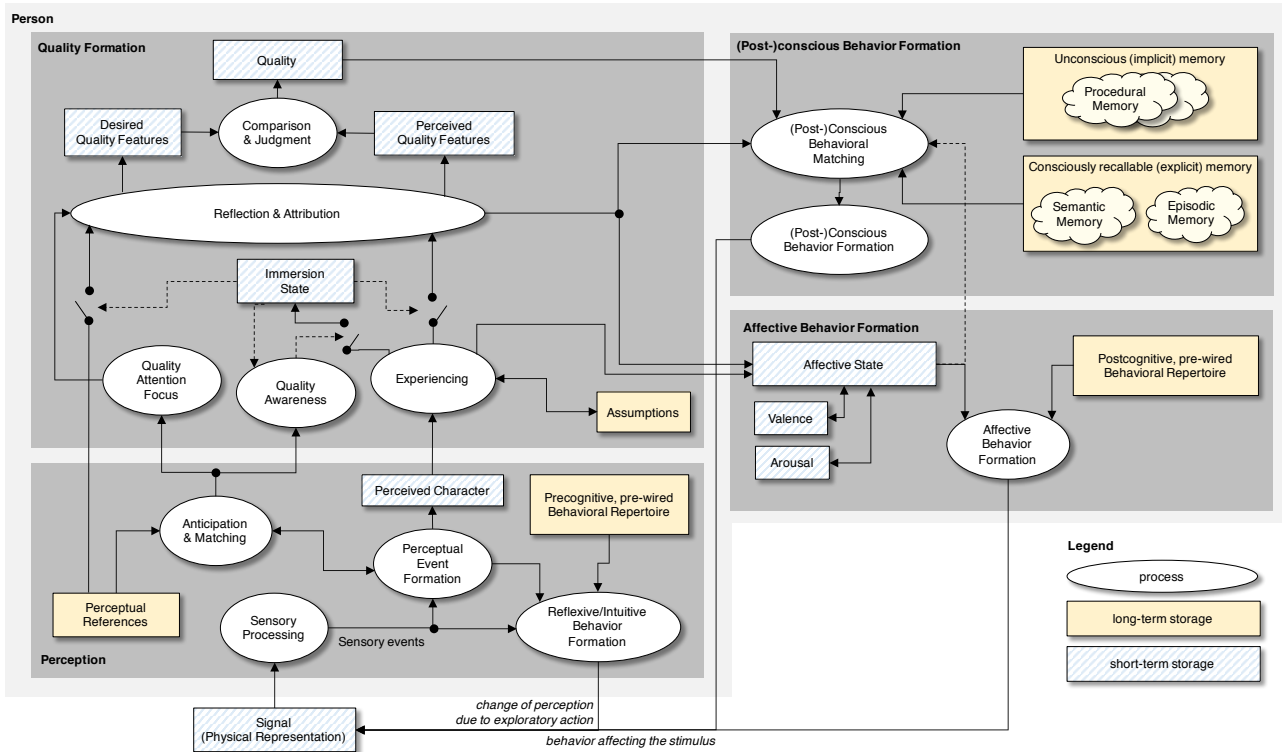 Person
Quality Formation
Quality
Desired
Quality Features
Comparison
& Judgment
Perceived
Quality Features
Reflection & Attribution
Immersion
State
Quality
Attention
Focus
Quality
Awareness
Experiencing
Assumptions
Perceived Character
Precognitive, pre-wired
Behavioral Repertoire
Anticipation
& Matching
Perceptual
Event
Formation
Perceptual
References
Sensory
Processing
Sensory events
Reflexive/Intuitive
Behavior
Formation
Perception
Signal
(Physical Representation)
change of perception
due to exploratory action
behavior affecting the stimulus
(Post-)conscious Behavior Formation
Unconscious (implicit) memory
Procedural
Memory
(Post-)Conscious
Behavioral
Matching
Consciously recallable (explicit) memory
Semantic
Memory
Episodic
Memory
(Post-)Conscious
Behavior Formation
Affective Behavior Formation
Affective State
Valence
Arousal
Postcognitive, pre-wired
Behavioral Repertoire
Affective
Behavior
Formation
Legend
process
long-term storage
short-term storage